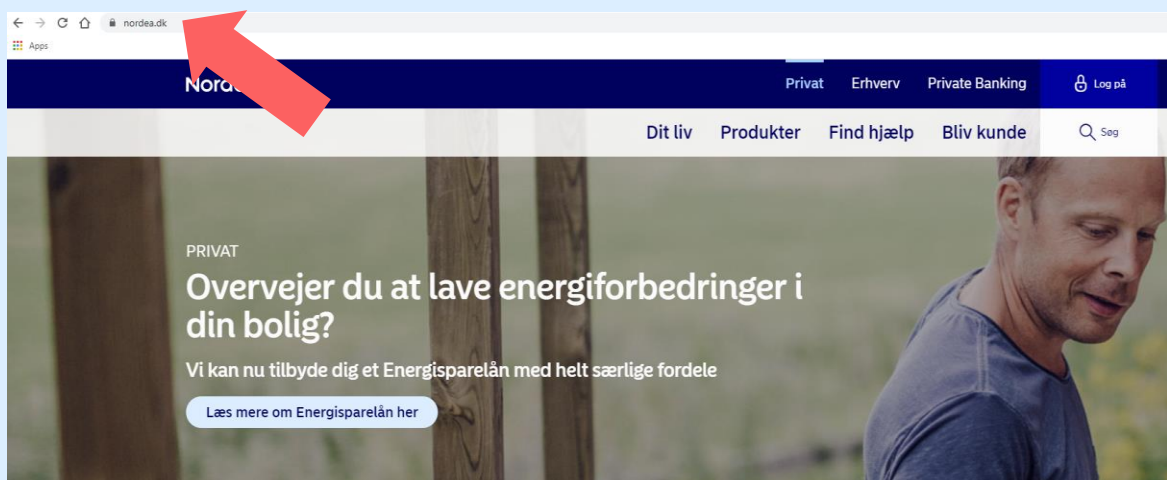 nordea.dk
Apps
Privat Erhverv Private Banking Log på
Dit liv Produkter Find hjælp Bliv kunde Søg
PRIVAT
Overvejer du at lave energiforbedringer i
din bolig?
Vi kan nu tilbyde dig et Energisparelån med helt særlige fordele
Læs mere om Energisparelån her